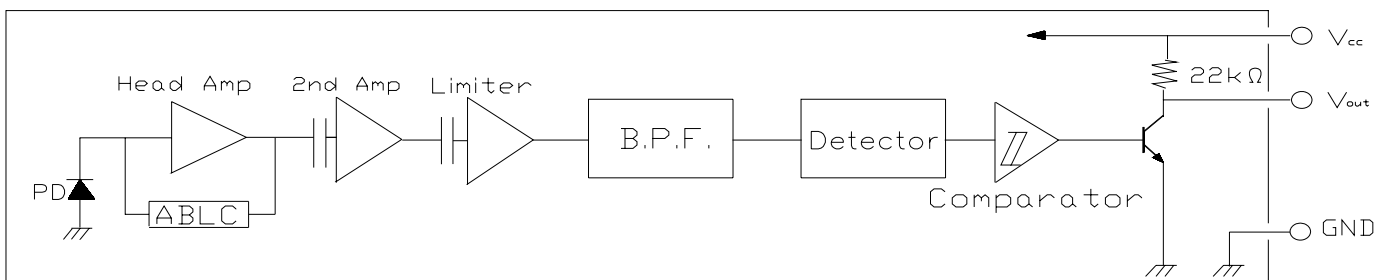 Head Amp
2nd Amp
Limiter
Vcc
22kΩ
Vout
B.P.F.
Detector
PD
ABLC
Comparator
GND